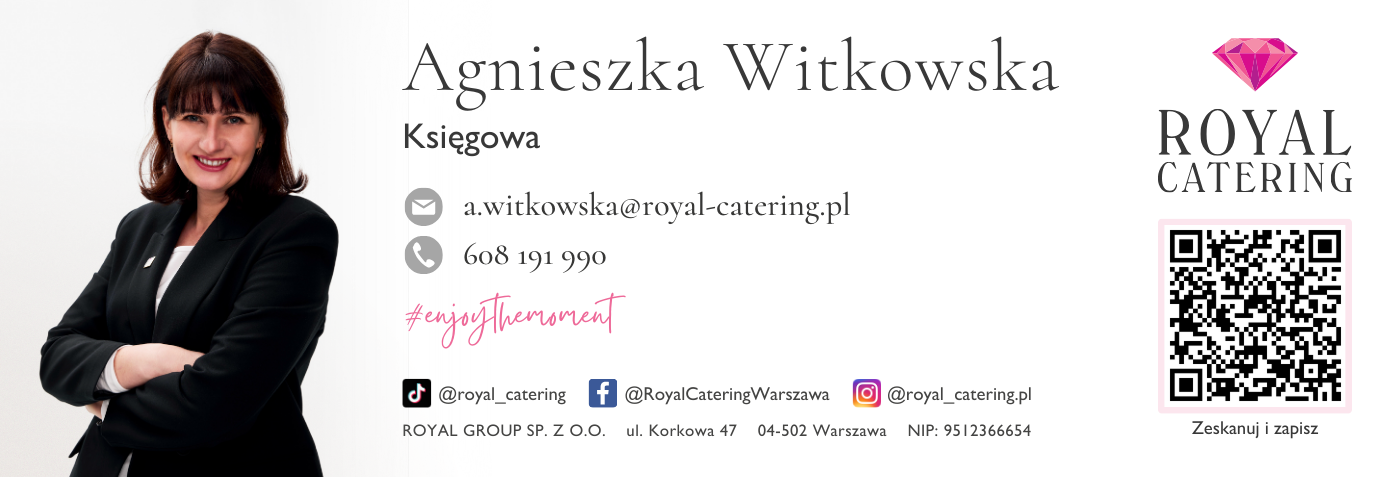 Agnieszka Witkowska
Księgowa
a.witkowska@royal-catering.pl
608 191 990
#enjoythemoment
@royal_catering @RoyalCateringWarszawa @royal_catering.pl
ROYAL GROUP SP. Z O.O. ul. Korkowa 47 04-502 Warszawa NIP: 9512366654
ROYAL
CATERING
Zeskanuj i zapisz